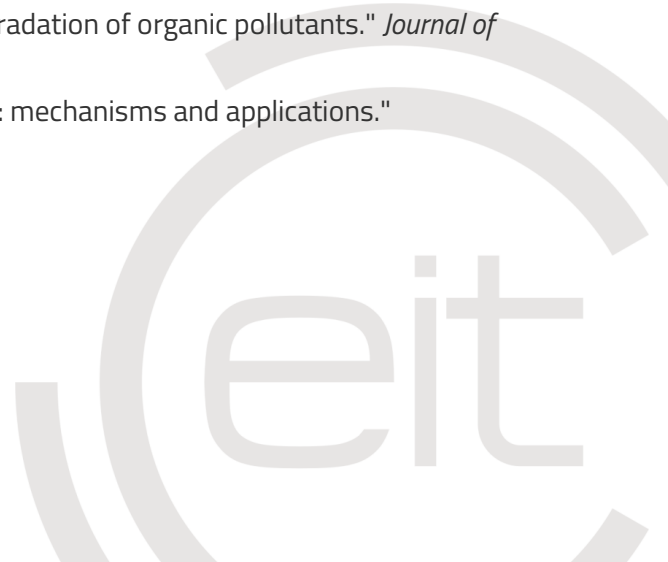 radation of organic pollutants." Journal of
: mechanisms and applications."
eit